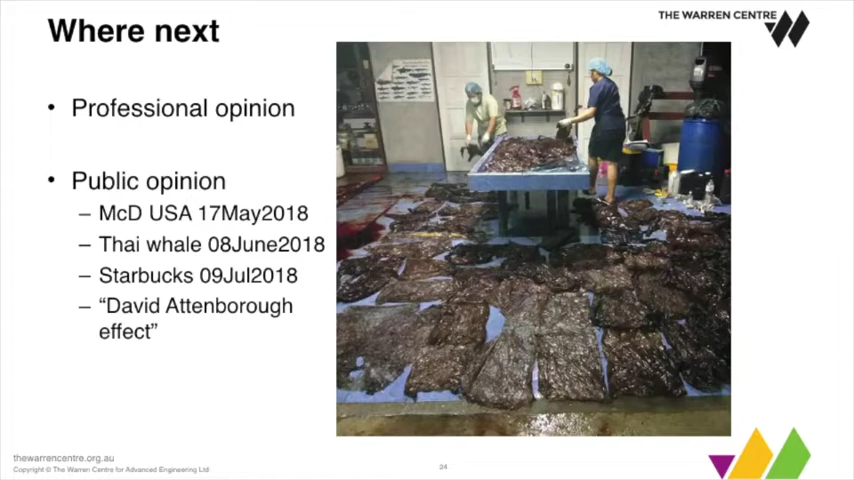 Where next
THE WARREN CENTRE
• Professional opinion
• Public opinion
– McD USA 17May2018
– Thai whale 08June2018
– Starbucks 09Jul2018
– “David Attenborough
effect”
thewarrencentre.org.au
Copyright © The Warren Centre for Advanced Engineering Ltd
24